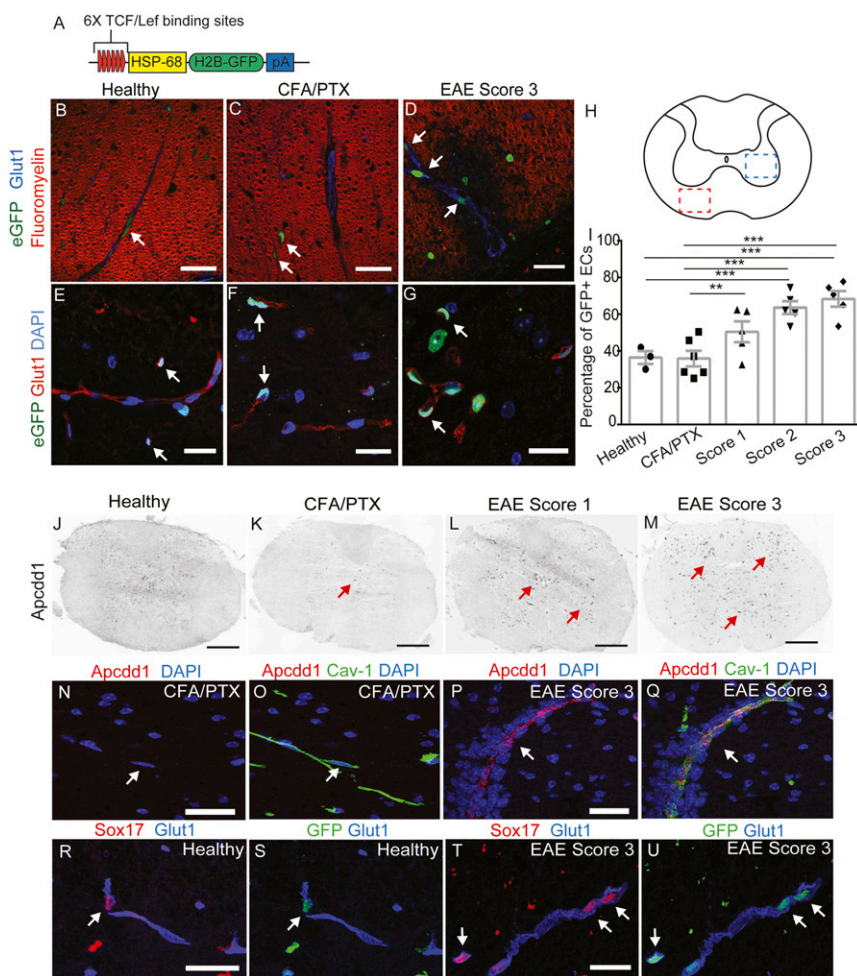 A
6X TCF/Lef binding sites
HSP-68 H2B-GFP pA
Healthy CFA/PTX EAE Score 3
eGFP Glut1
Fluoromyelin
B C D
eGFP Glut1 DAPI
E F G
H
I
Percentage of GFP+ ECs
100
80
60
40
20
0
***
***
***
***
**
Healthy CFA/PTX Score 1 Score 2 Score 3
Healthy CFA/PTX EAE Score 1 EAE Score 3
Apcdd1
J K L M
Apcdd1 DAPI Apcdd1 Cav-1 DAPI Apcdd1 DAPI Apcdd1 Cav-1 DAPI
N CFA/PTX O CFA/PTX P EAE Score 3 Q EAE Score 3
Sox17 Glut1 GFP Glut1 Sox17 Glut1 GFP Glut1
R Healthy S Healthy T EAE Score 3 U EAE Score 3